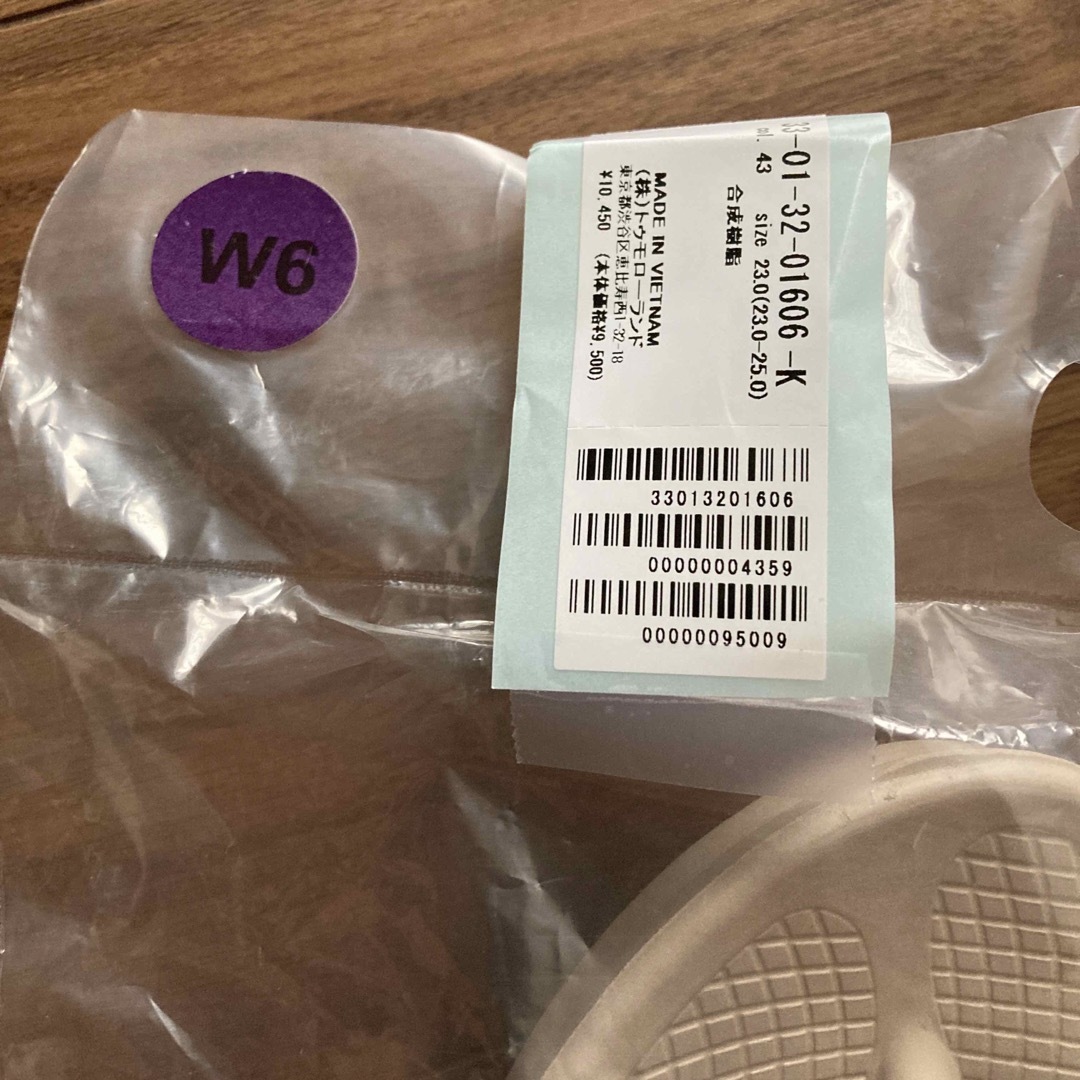 W6
33-01-32-01606 -K
col. 43 size 23.0(23.0-25.0)
合成樹脂
MADE IN VIETNAM
(株)トゥモローランド
東京都渋谷区恵比寿西1-32-18
¥10,450 (本体価格¥9,500)
33013201606
00000004359
00000095009